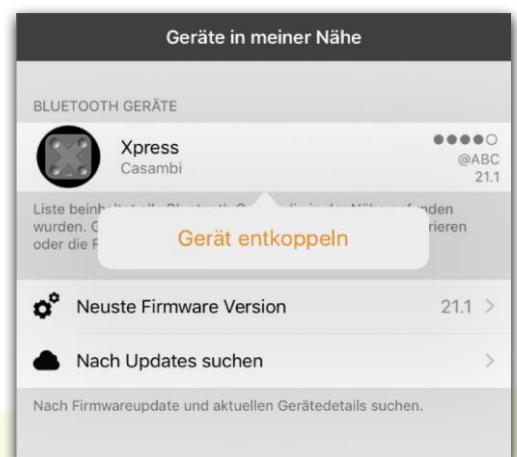 Geräte in meiner Nähe
BLUETOOTH GERÄTE
Xpress
Casambi
@ABC
21.1
Liste
wurden. 
oder die
Gerät entkoppeln
Neuste Firmware Version 21.1
Nach Updates suchen
Nach Firmwareupdate und aktuellen Gerätedetails suchen.